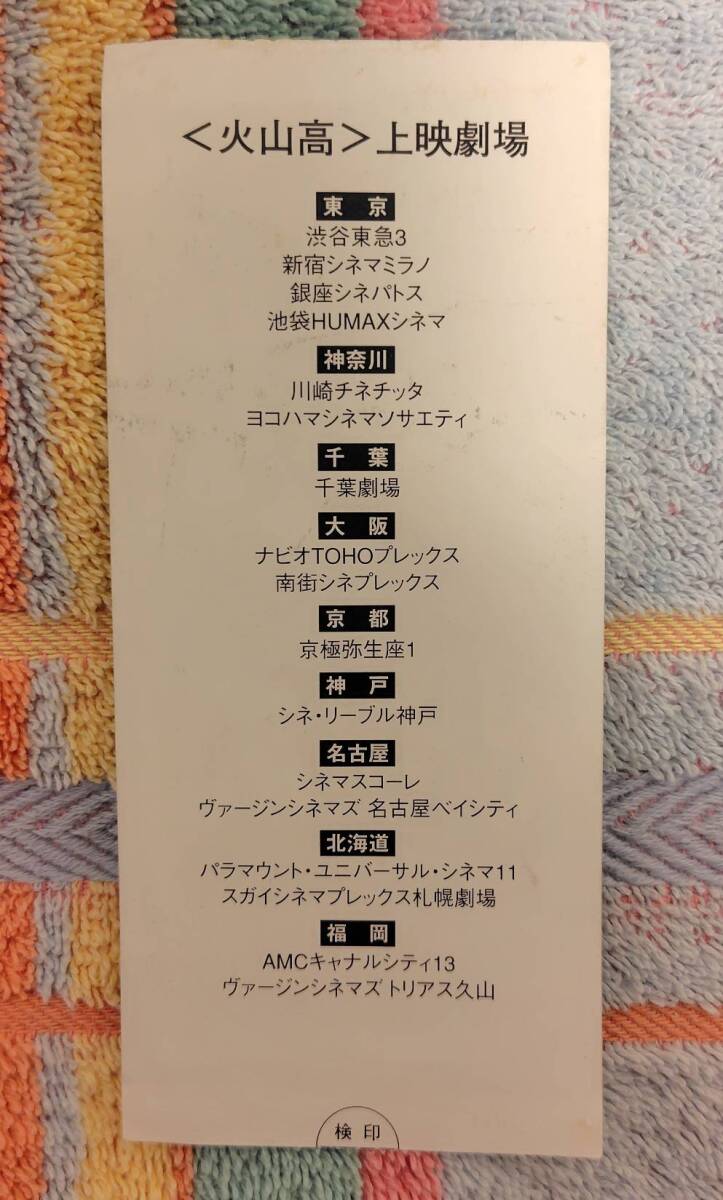 ＜火山高＞上映劇場
東 京
渋谷東急3
新宿シネマミラノ
銀座シネパトス
池袋HUMAXシネマ
神奈川
川崎チネチッタ
ヨコハマシネマソサエティ
千 葉
千葉劇場
大 阪
ナビオTOHOプレックス
南街シネプレックス
京 都
京極弥生座1
神 戸
シネ・リーブル神戸
名古屋
シネマスコーレ
ヴァージンシネマズ 名古屋ベイシティ
北海道
パラマウント・ユニバーサル・シネマ11
スガイシネマプレックス札幌劇場
福 岡
AMCキャナルシティ13
ヴァージンシネマズ トリアス久山
検 印